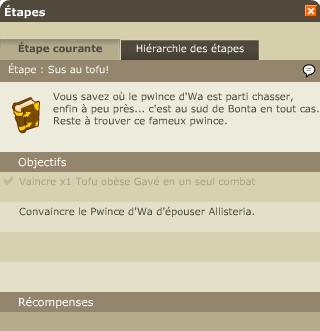 Étapes
Étape courante
Hiérarchie des étapes
Étape : Sus au tofu!
Vous savez où le pwince d'Wa est parti chasser,
enfin à peu près... c'est au sud de Bonta en tout cas.
Reste à trouver ce fameux pwince.
Objectifs
Vaincre x1 Tofu obèse Gavé en un seul combat
Convaincre le Pwince d'Wa d'épouser Allisteria.
Récompenses